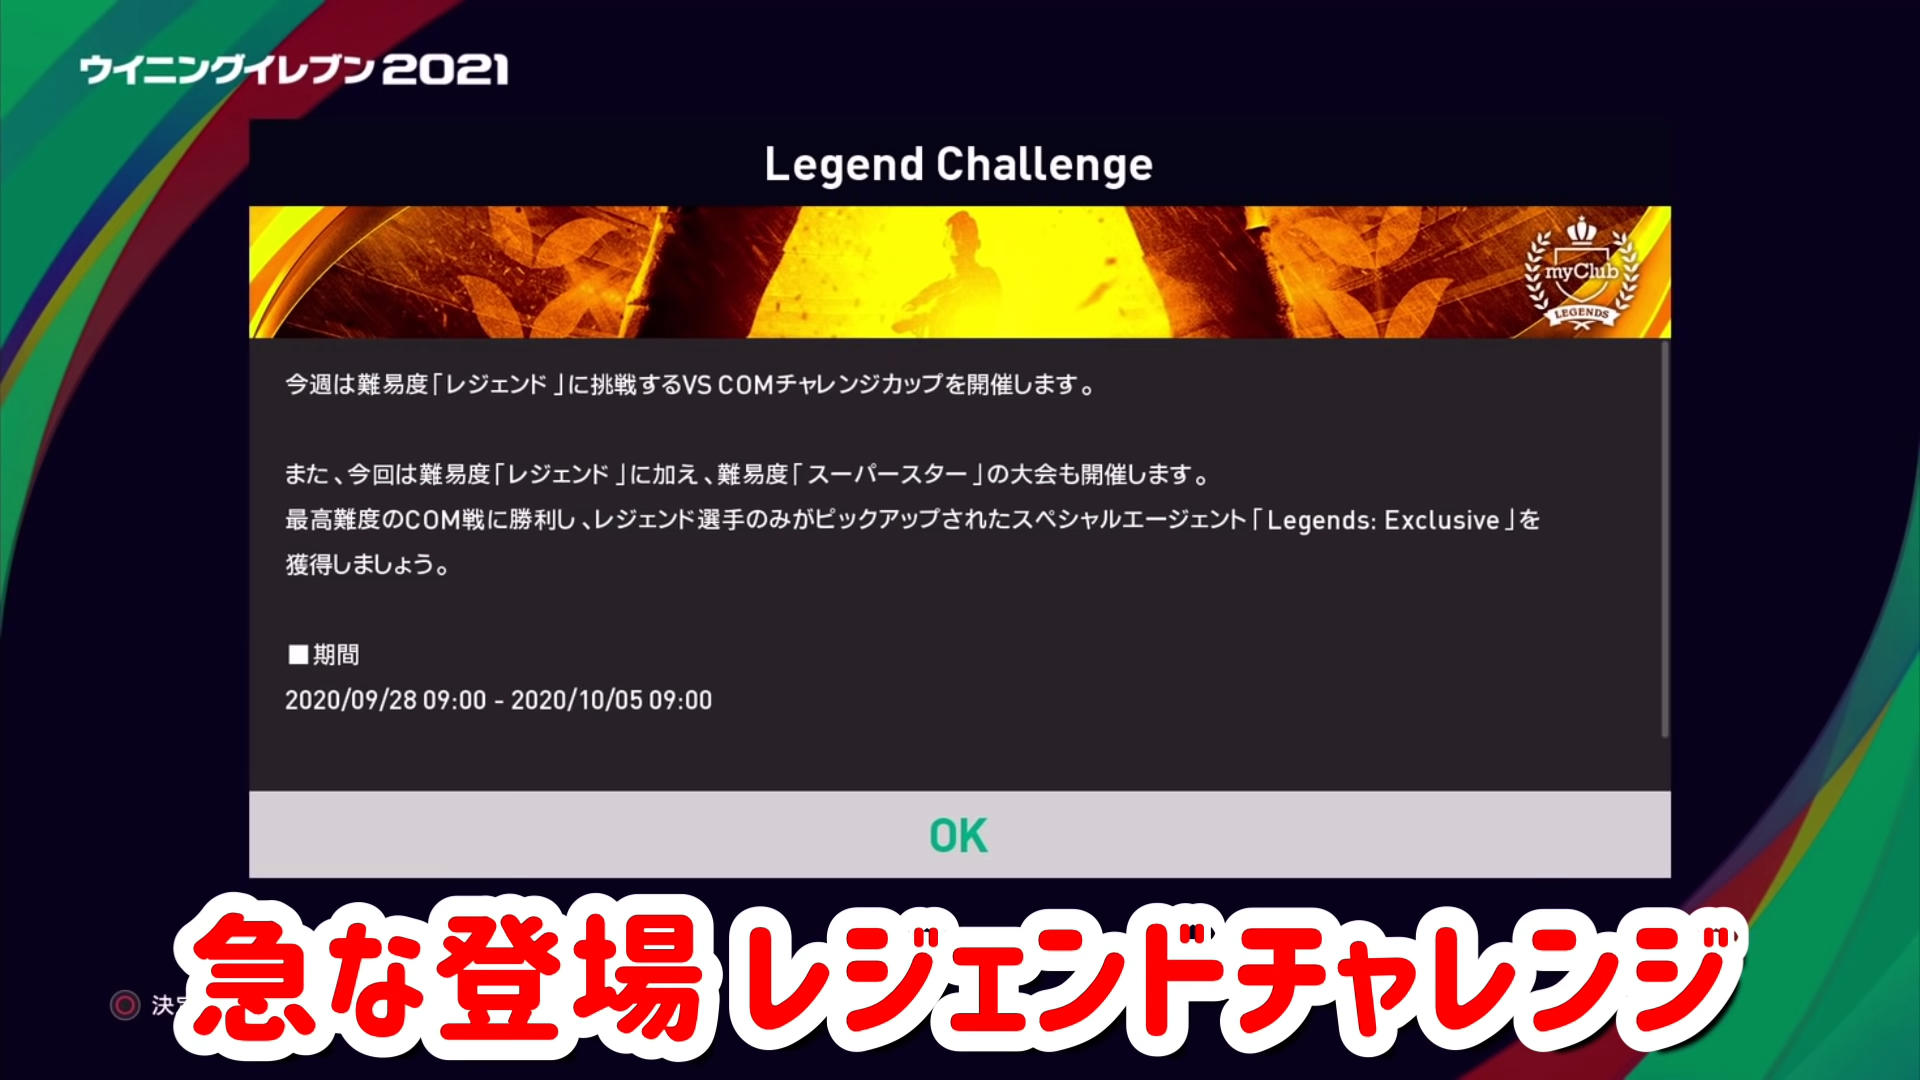 ウイニングイレブン2021
Legend Challenge
myClub
LEGENDS
今週は難易度「レジェンド」に挑戦するVS COMチャレンジカップを開催します。
また、今回は難易度「レジェンド」に加え、難易度「スーパースター」の大会も開催します。
最高難度のCOM戦に勝利し、レジェンド選手のみがピックアップされたスペシャルエージェント「Legends: Exclusive」を
獲得しましょう。
■期間
2020/09/28 09:00 - 2020/10/05 09:00
OK
急な登場レジェンドチャレンジ